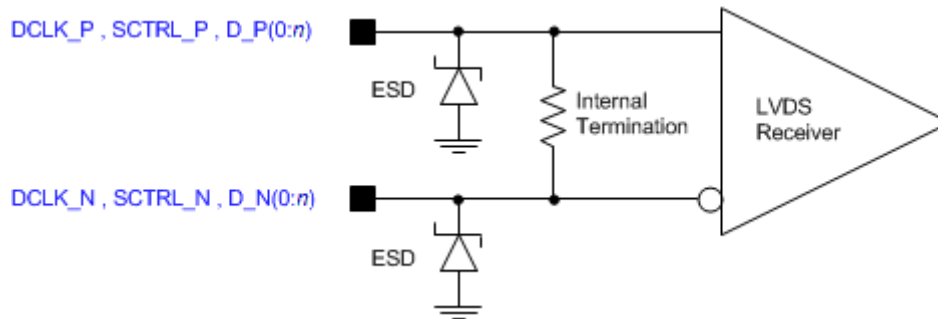 DCLK_P , SCTRL_P , D_P(0:n)
ESD
Internal
Termination
LVDS
Receiver
DCLK_N , SCTRL_N , D_N(0:n)
ESD